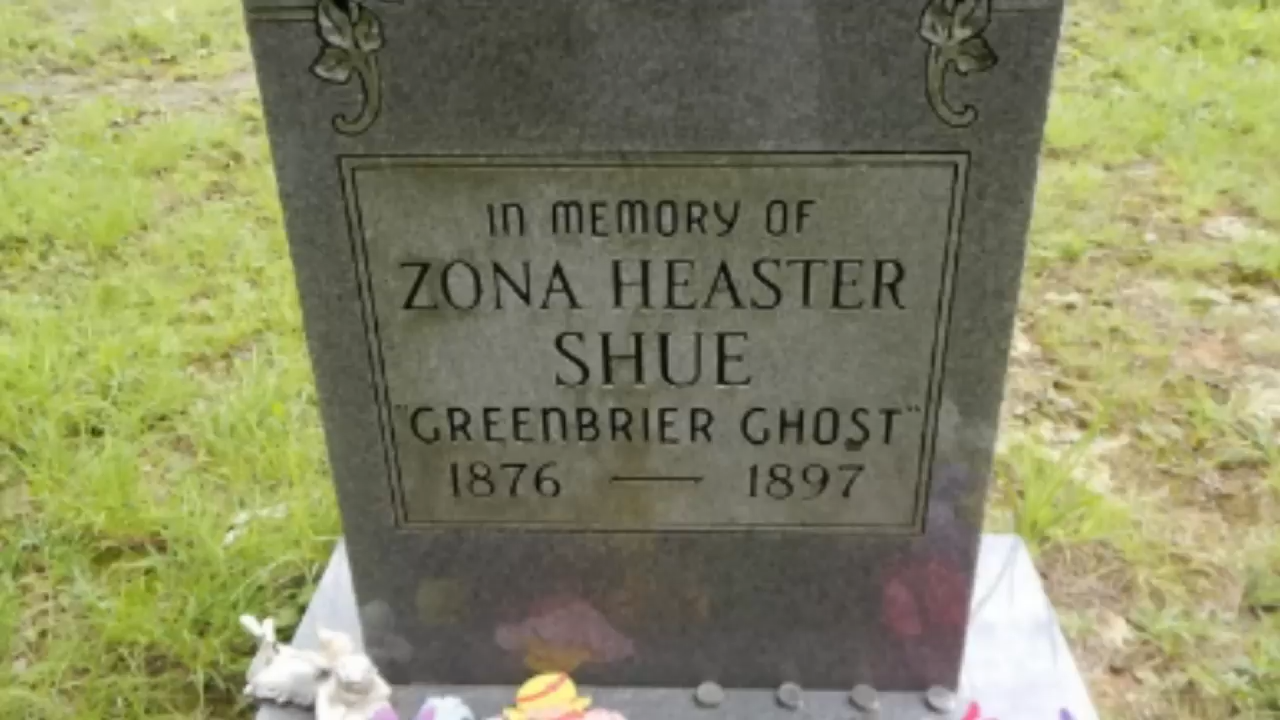 In MEMORY OF
ZONA HEASTER
SHUE
"GREENBRIER GHOST"
1876 — 1897